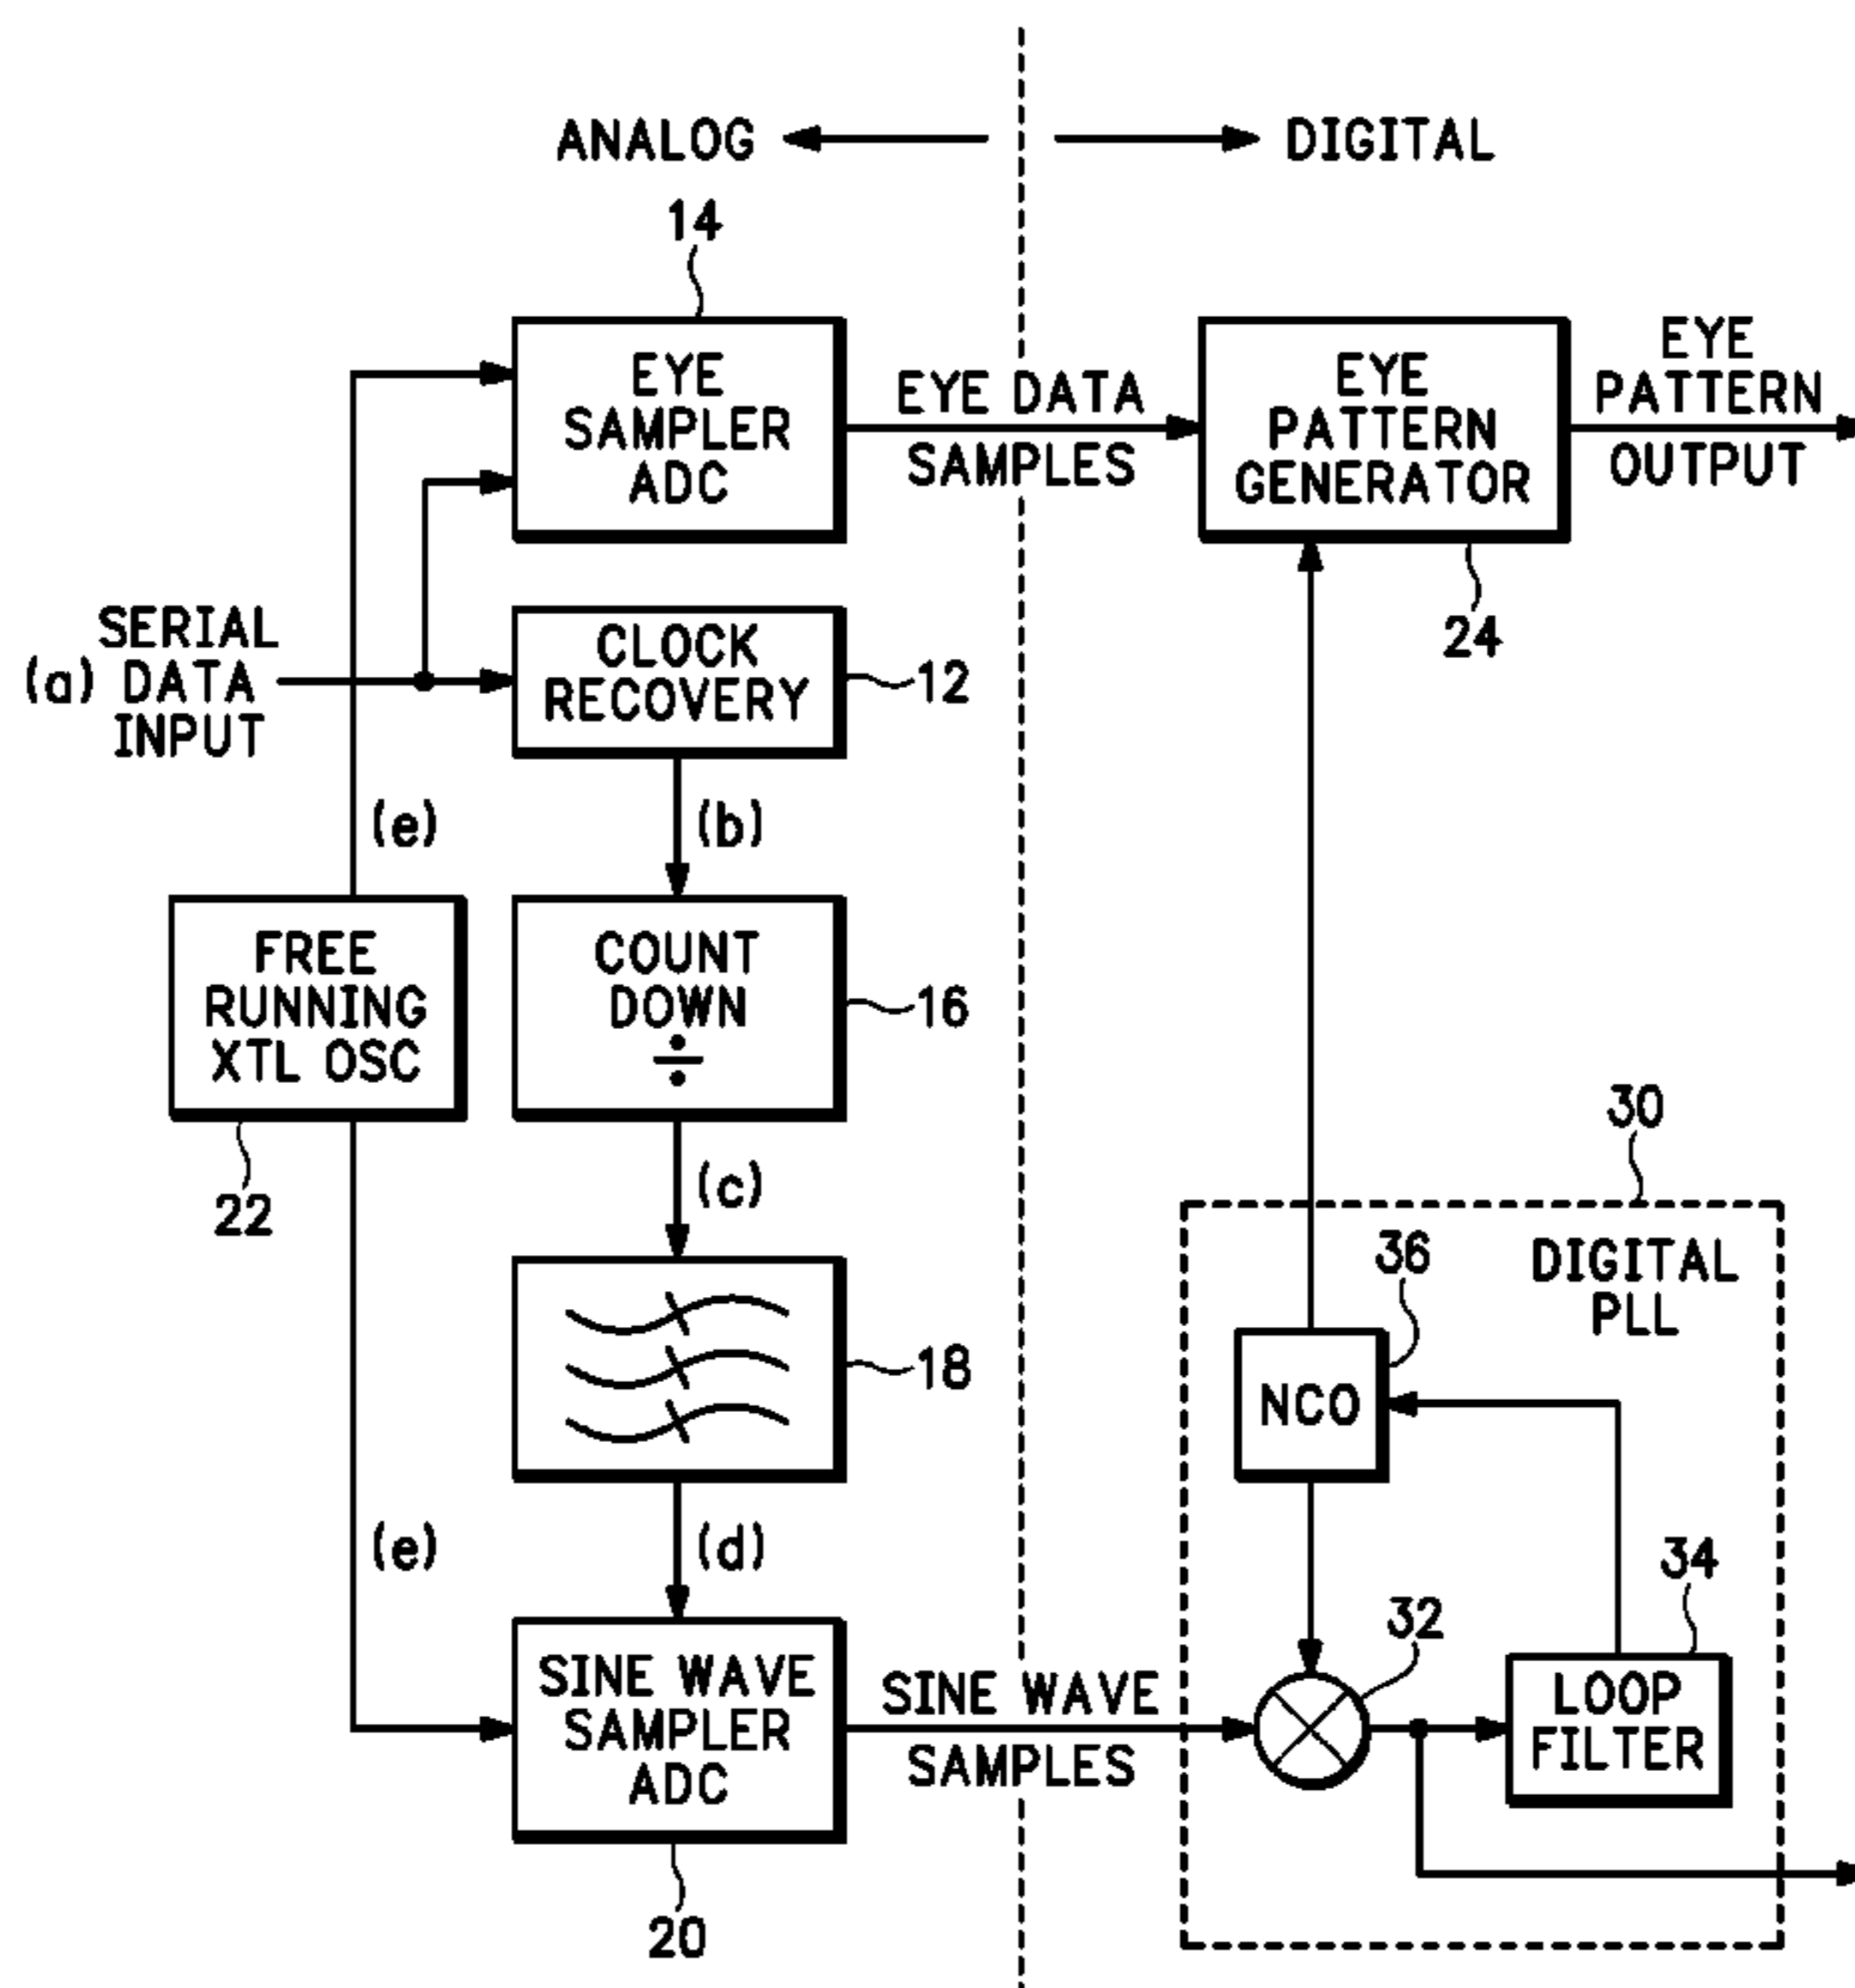 ANALOG
DIGITAL
14
EYE
SAMPLER
ADC
EYE DATA
SAMPLES
EYE
PATTERN
GENERATOR
EYE
PATTERN
OUTPUT
24
(a) SERIAL
DATA
INPUT
CLOCK
RECOVERY
12
(e)
(b)
FREE
RUNNING
XTL OSC
22
COUNT
DOWN
÷
16
(c)
18
(e)
(d)
SINE WAVE
SAMPLER
ADC
20
SINE WAVE
SAMPLES
30
DIGITAL
PLL
36
NCO
32
34
LOOP
FILTER